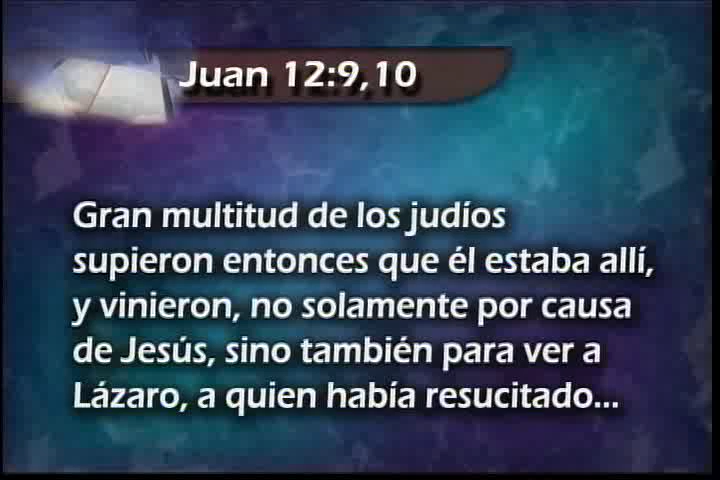 Juan 12:9,10
Gran multitud de los judíos
supieron entonces que él estaba allí,
y vinieron, no solamente por causa
de Jesús, sino también para ver a
Lázaro, a quien había resucitado...